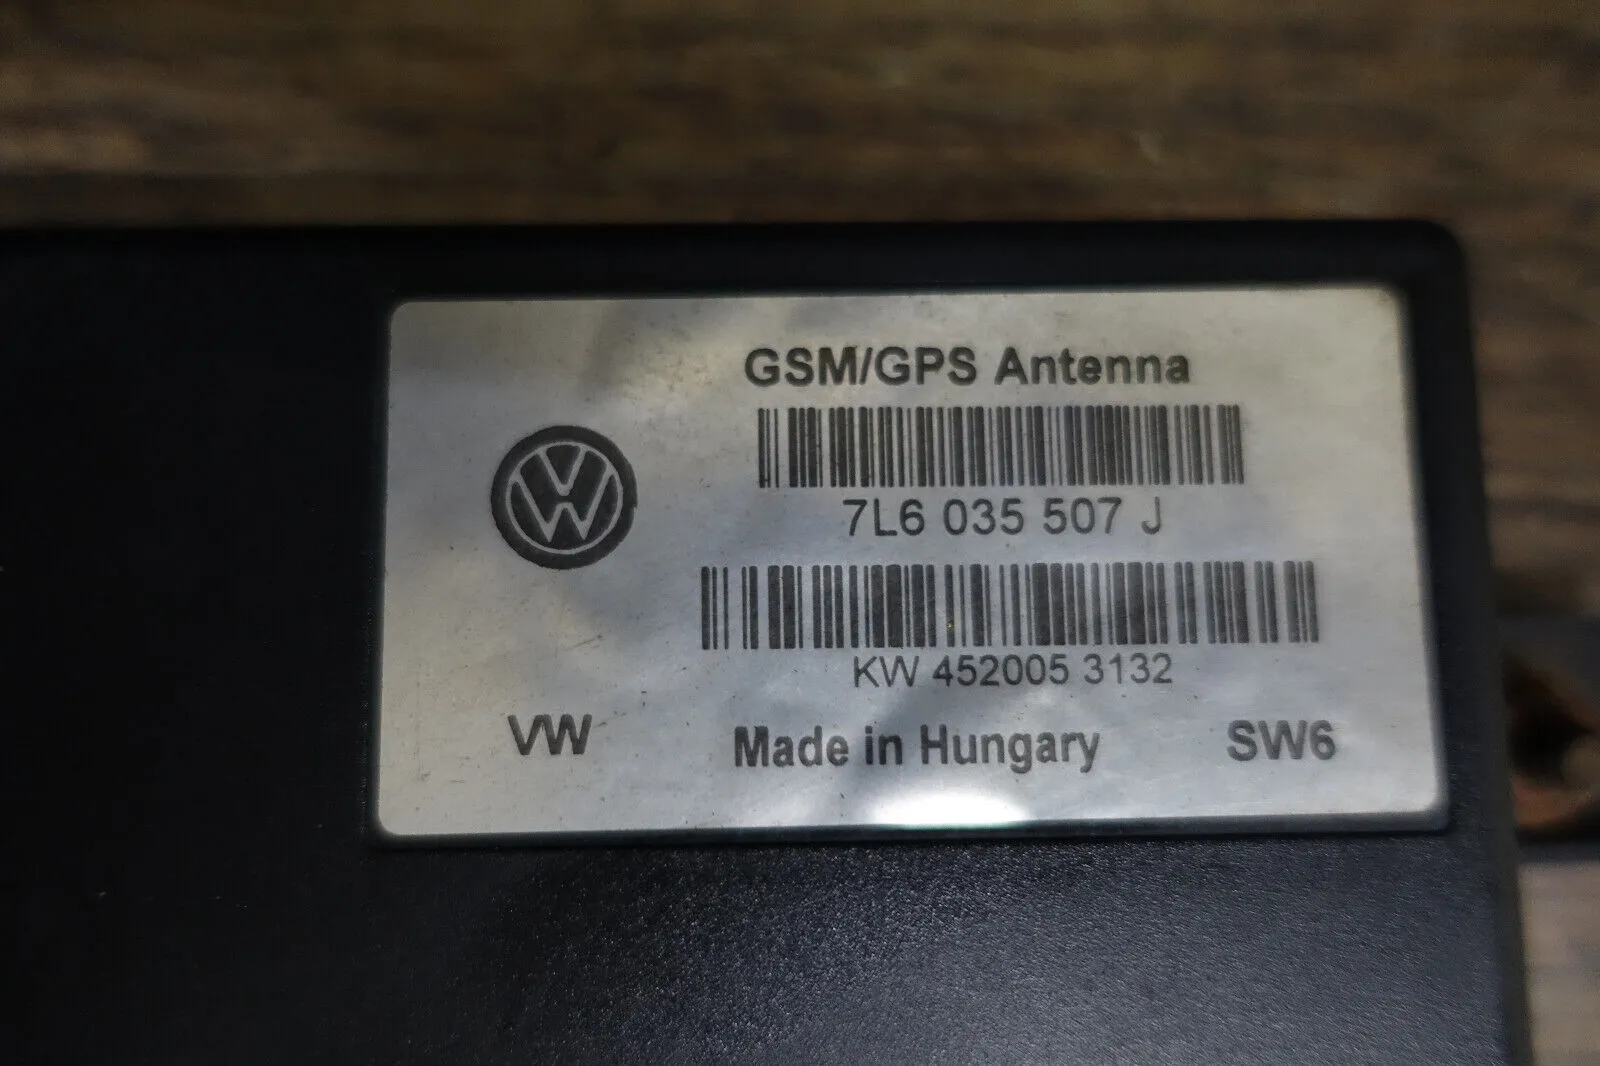 GSM/GPS Antenna
7L6 035 507 J
KW 452005 3132
VW Made in Hungary SW6